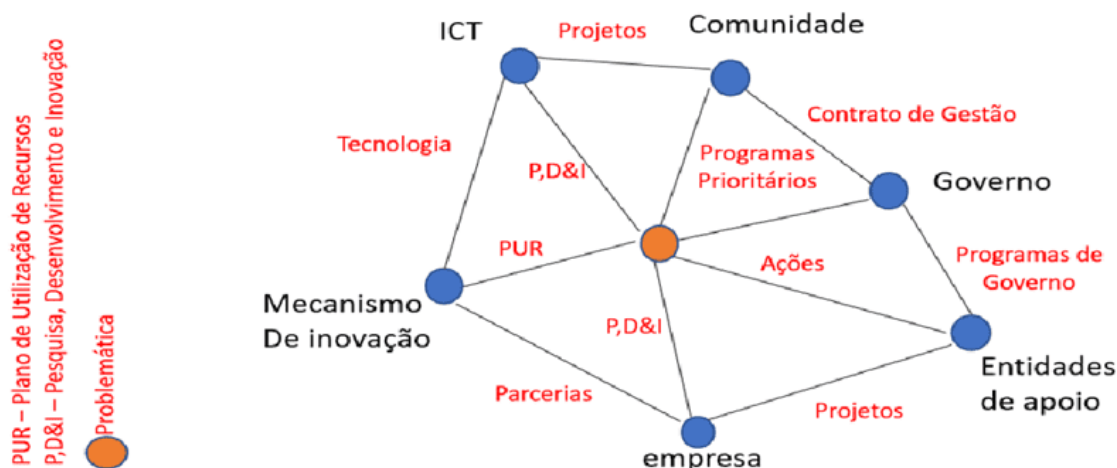 PUR – Plano de Utilização de Recursos
P,D&I – Pesquisa, Desenvolvimento e Inovação
Problemática
ICT
Projetos
Comunidade
Contrato de Gestão
Tecnologia
P,D&I
Programas
Prioritários
Governo
PUR
Ações
Programas de
Governo
Mecanismo
De inovação
P,D&I
Parcerias
Projetos
Entidades
de apoio
empresa